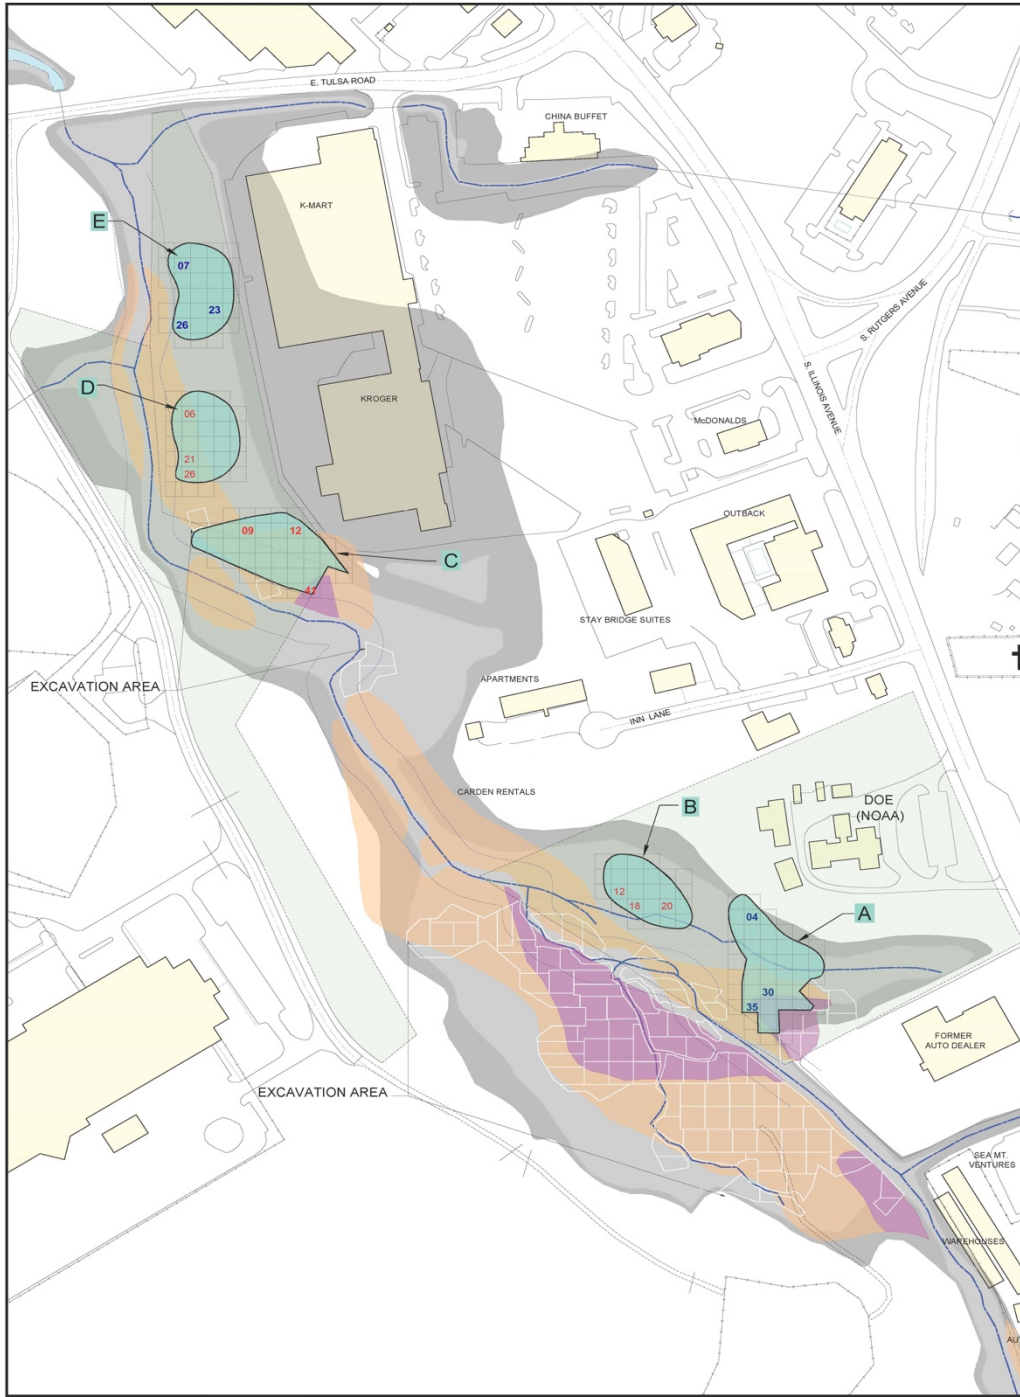 E. TULSA ROAD
CHINA BUFFET
K-MART
E
07
23
26
S. RUTGERS AVENUE
S. ILLINOIS AVENUE
D
06
21
26
KROGER
McDONALDS
09
12
C
OUTBACK
STAY BRIDGE SUITES
EXCAVATION AREA
APARTMENTS
INN LANE
CARDEN RENTALS
B
DOE
(NOAA)
12
18
20
04
A
30
35
FORMER
AUTO DEALER
EXCAVATION AREA
SEA MT.
VENTURES
WAREHOUSES